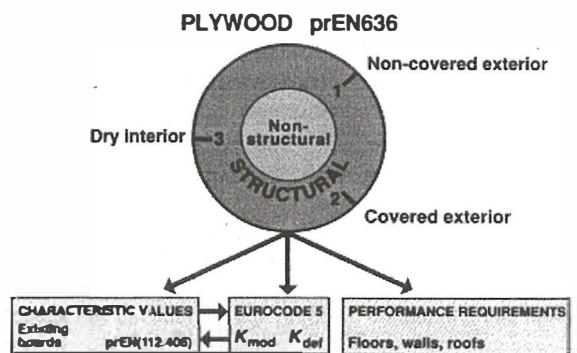 PLYWOOD prEN636
Non-covered exterior
1
Non-
structural
Dry interior
3
STRUCTURAL
2
Covered exterior
CHARACTERISTIC VALUES
Existing
boards prEN(112.406)
EUROCODE 5
Kmod Kdef
PERFORMANCE REQUIREMENTS
Floors, walls, roofs